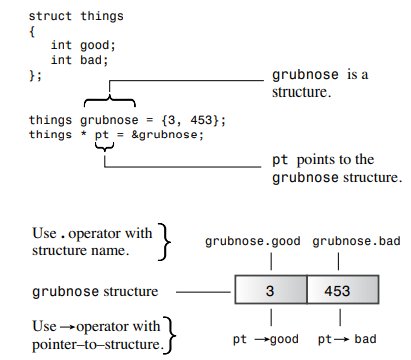 struct things
{
int good;
int bad;
};
grubnose is a
structure.
things grubnose = {3, 453};
things * pt = &grubnose;
pt points to the
grubnose structure.
Use . operator with
structure name.
grubnose.good grubnose.bad
grubnose structure
3 453
Use → operator with
pointer–to–structure.
pt →good pt→ bad